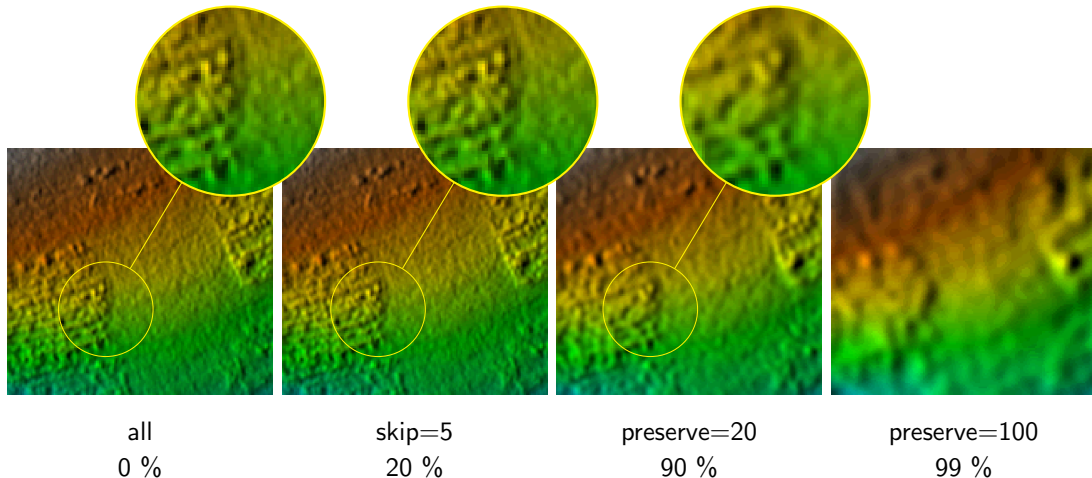 all
0 %
skip=5
20 %
preserve=20
90 %
preserve=100
99 %